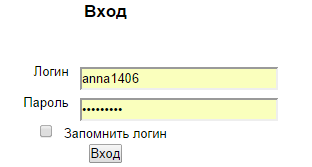 Вход
Логин anna1406
Пароль •••••••••
Запомнить логин
Вход